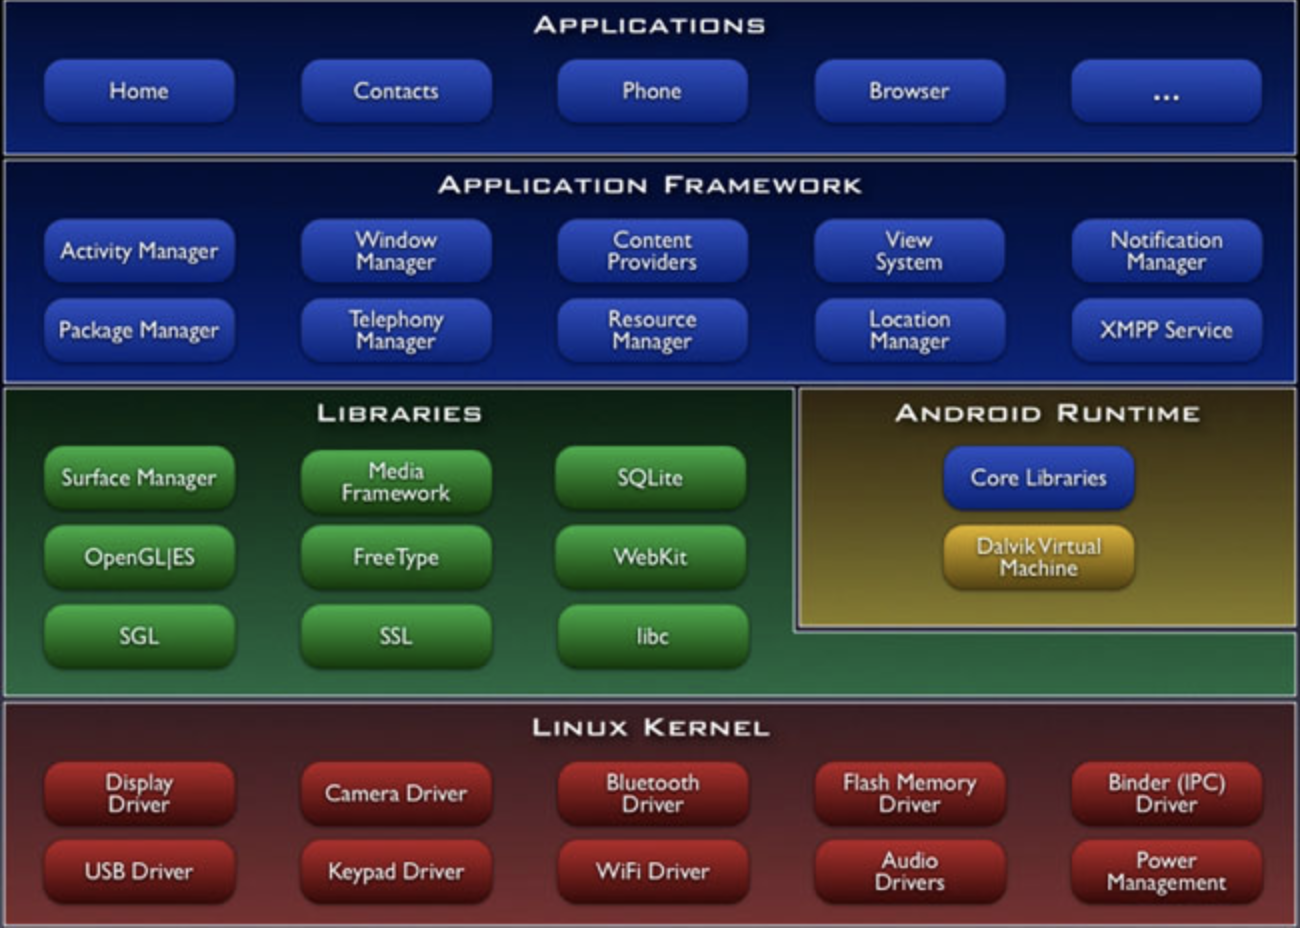 APPLICATIONS
Home
Contacts
Phone
Browser
...
APPLICATION FRAMEWORK
Activity Manager
Window
Manager
Content
Providers
View
System
Notification
Manager
Package Manager
Telephony
Manager
Resource
Manager
Location
Manager
XMPP Service
LIBRARIES
Surface Manager
Media
Framework
SQLite
OpenGL|ES
FreeType
WebKit
SGL
SSL
libc
ANDROID RUNTIME
Core Libraries
Dalvik Virtual
Machine
LINUX KERNEL
Display
Driver
Camera Driver
Bluetooth
Driver
Flash Memory
Driver
Binder (IPC)
Driver
USB Driver
Keypad Driver
WiFi Driver
Audio
Drivers
Power
Management